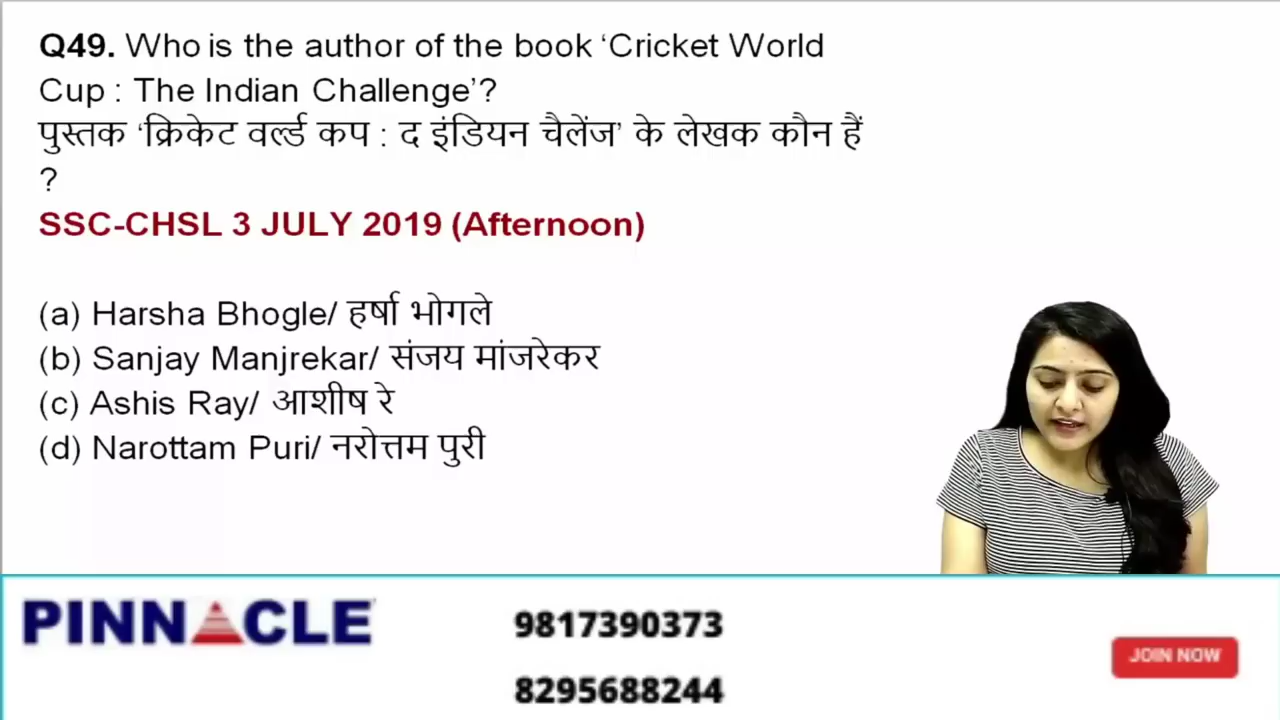 Q49. Who is the author of the book ‘Cricket World
Cup : The Indian Challenge’?
पुस्तक ‘क्रिकेट वर्ल्ड कप : द इंडियन चैलेंज’ के लेखक कौन हैं
?
SSC-CHSL 3 JULY 2019 (Afternoon)
(a) Harsha Bhogle/ हर्षा भोगले
(b) Sanjay Manjrekar/ संजय मांजरेकर
(c) Ashis Ray/ आशीष रे
(d) Narottam Puri/ नरोत्तम पुरी
PINNACLE
9817390373
8295688244
JOIN NOW